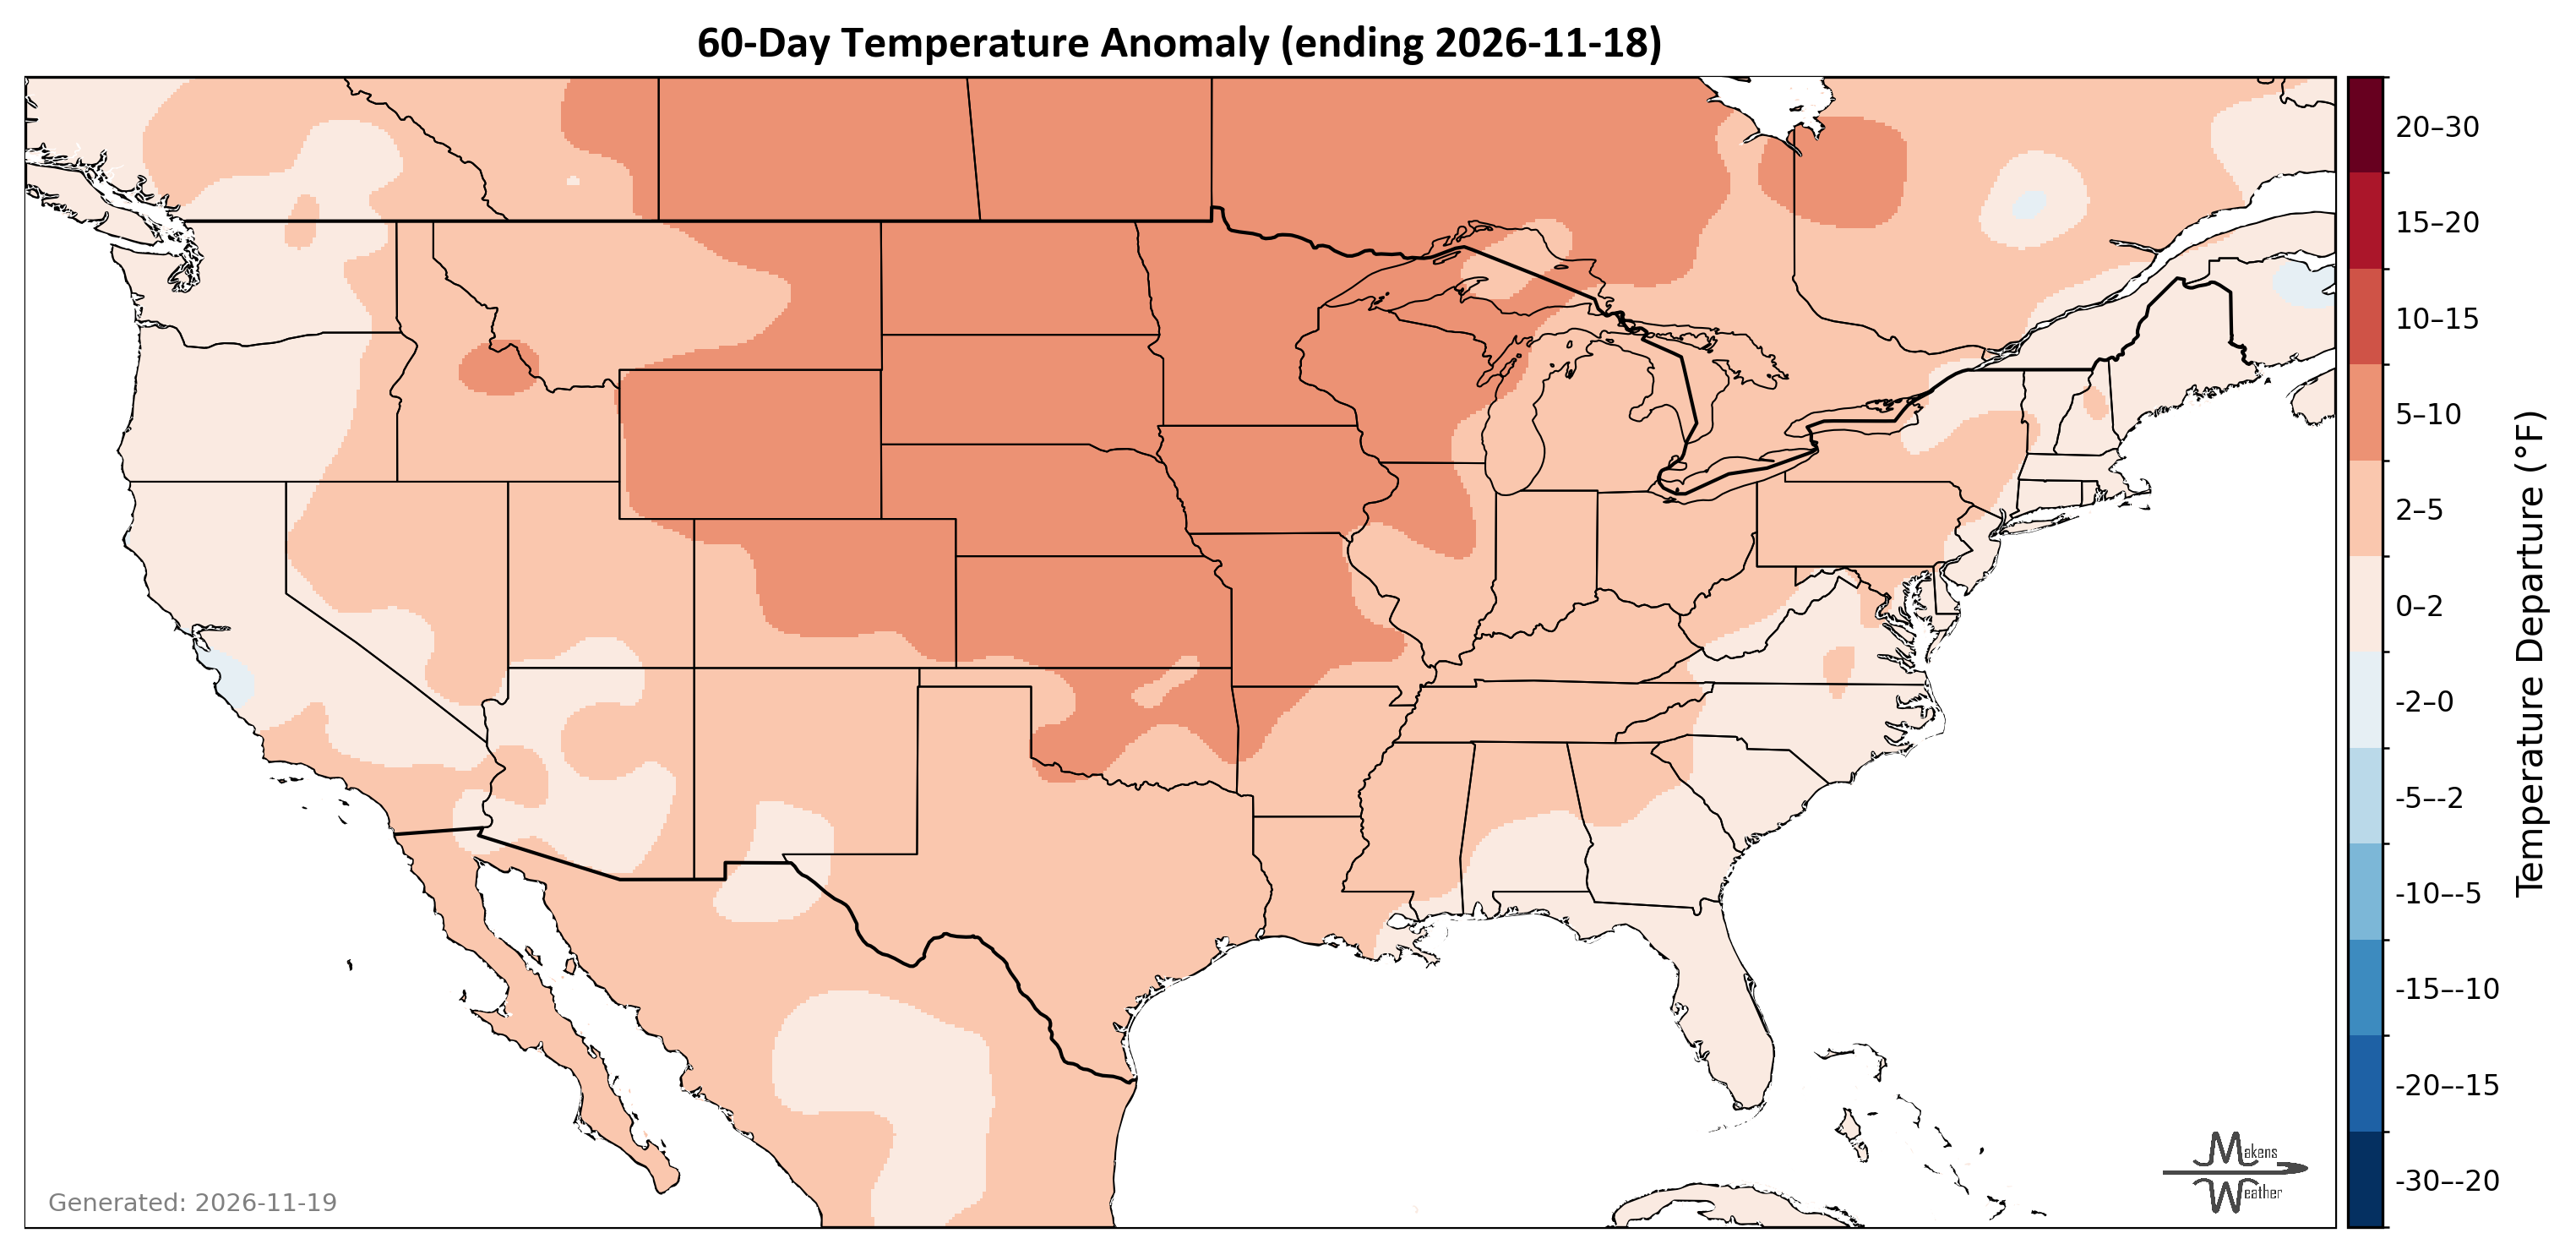 60-Day Temperature Anomaly (ending 2026-11-18)
20–30
15–20
10–15
5–10
2–5
0–2
-2–0
-5–-2
-10–-5
-15–-10
-20–-15
-30–-20
Temperature Departure (°F)
Generated: 2026-11-19
Makens
Weather